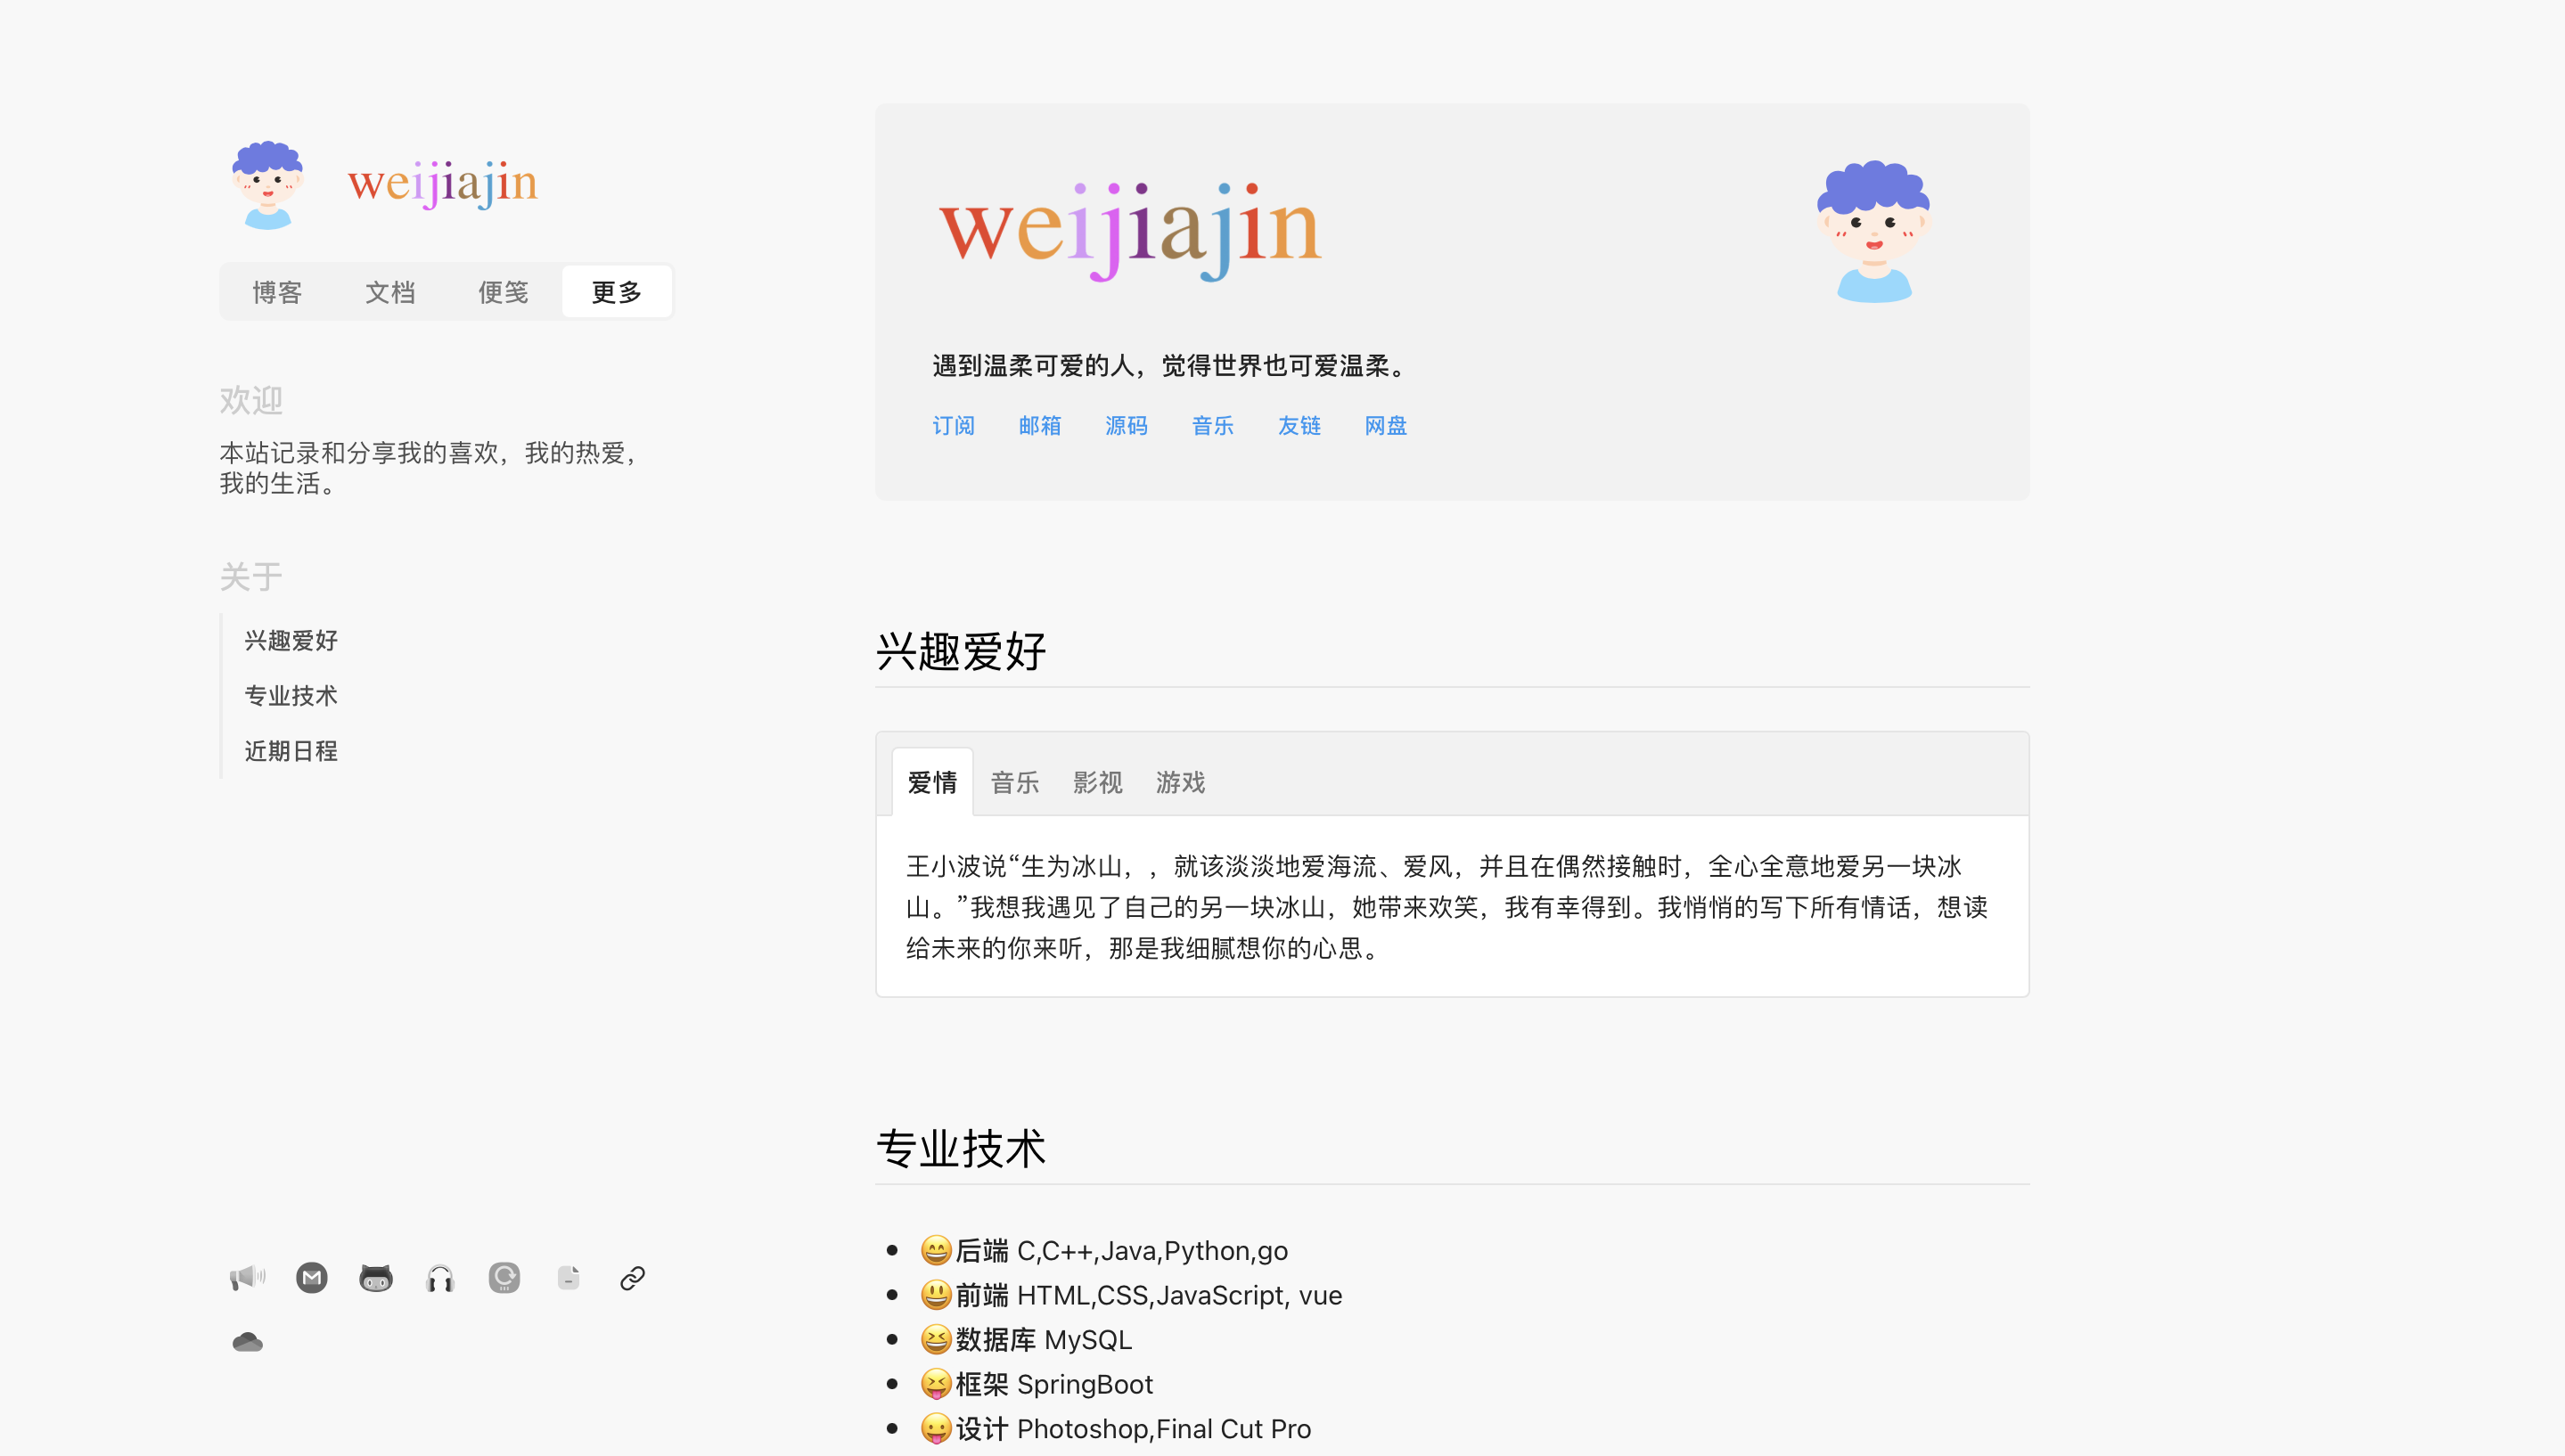 weijiajin
博客 文档 便笺 更多
欢迎
本站记录和分享我的喜欢，我的热爱，
我的生活。
关于
兴趣爱好
专业技术
近期日程
weijiajin
遇到温柔可爱的人，觉得世界也可爱温柔。
订阅 邮箱 源码 音乐 友链 网盘
兴趣爱好
爱情 音乐 影视 游戏
王小波说“生为冰山，，就该淡淡地爱海流、爱风，并且在偶然接触时，全心全意地爱另一块冰
山。”我想我遇见了自己的另一块冰山，她带来欢笑，我有幸得到。我悄悄的写下所有情话，想读
给未来的你来听，那是我细腻想你的心思。
专业技术
😄后端 C,C++,Java,Python,go
😃前端 HTML,CSS,JavaScript, vue
😆数据库 MySQL
😝框架 SpringBoot
😛设计 Photoshop,Final Cut Pro